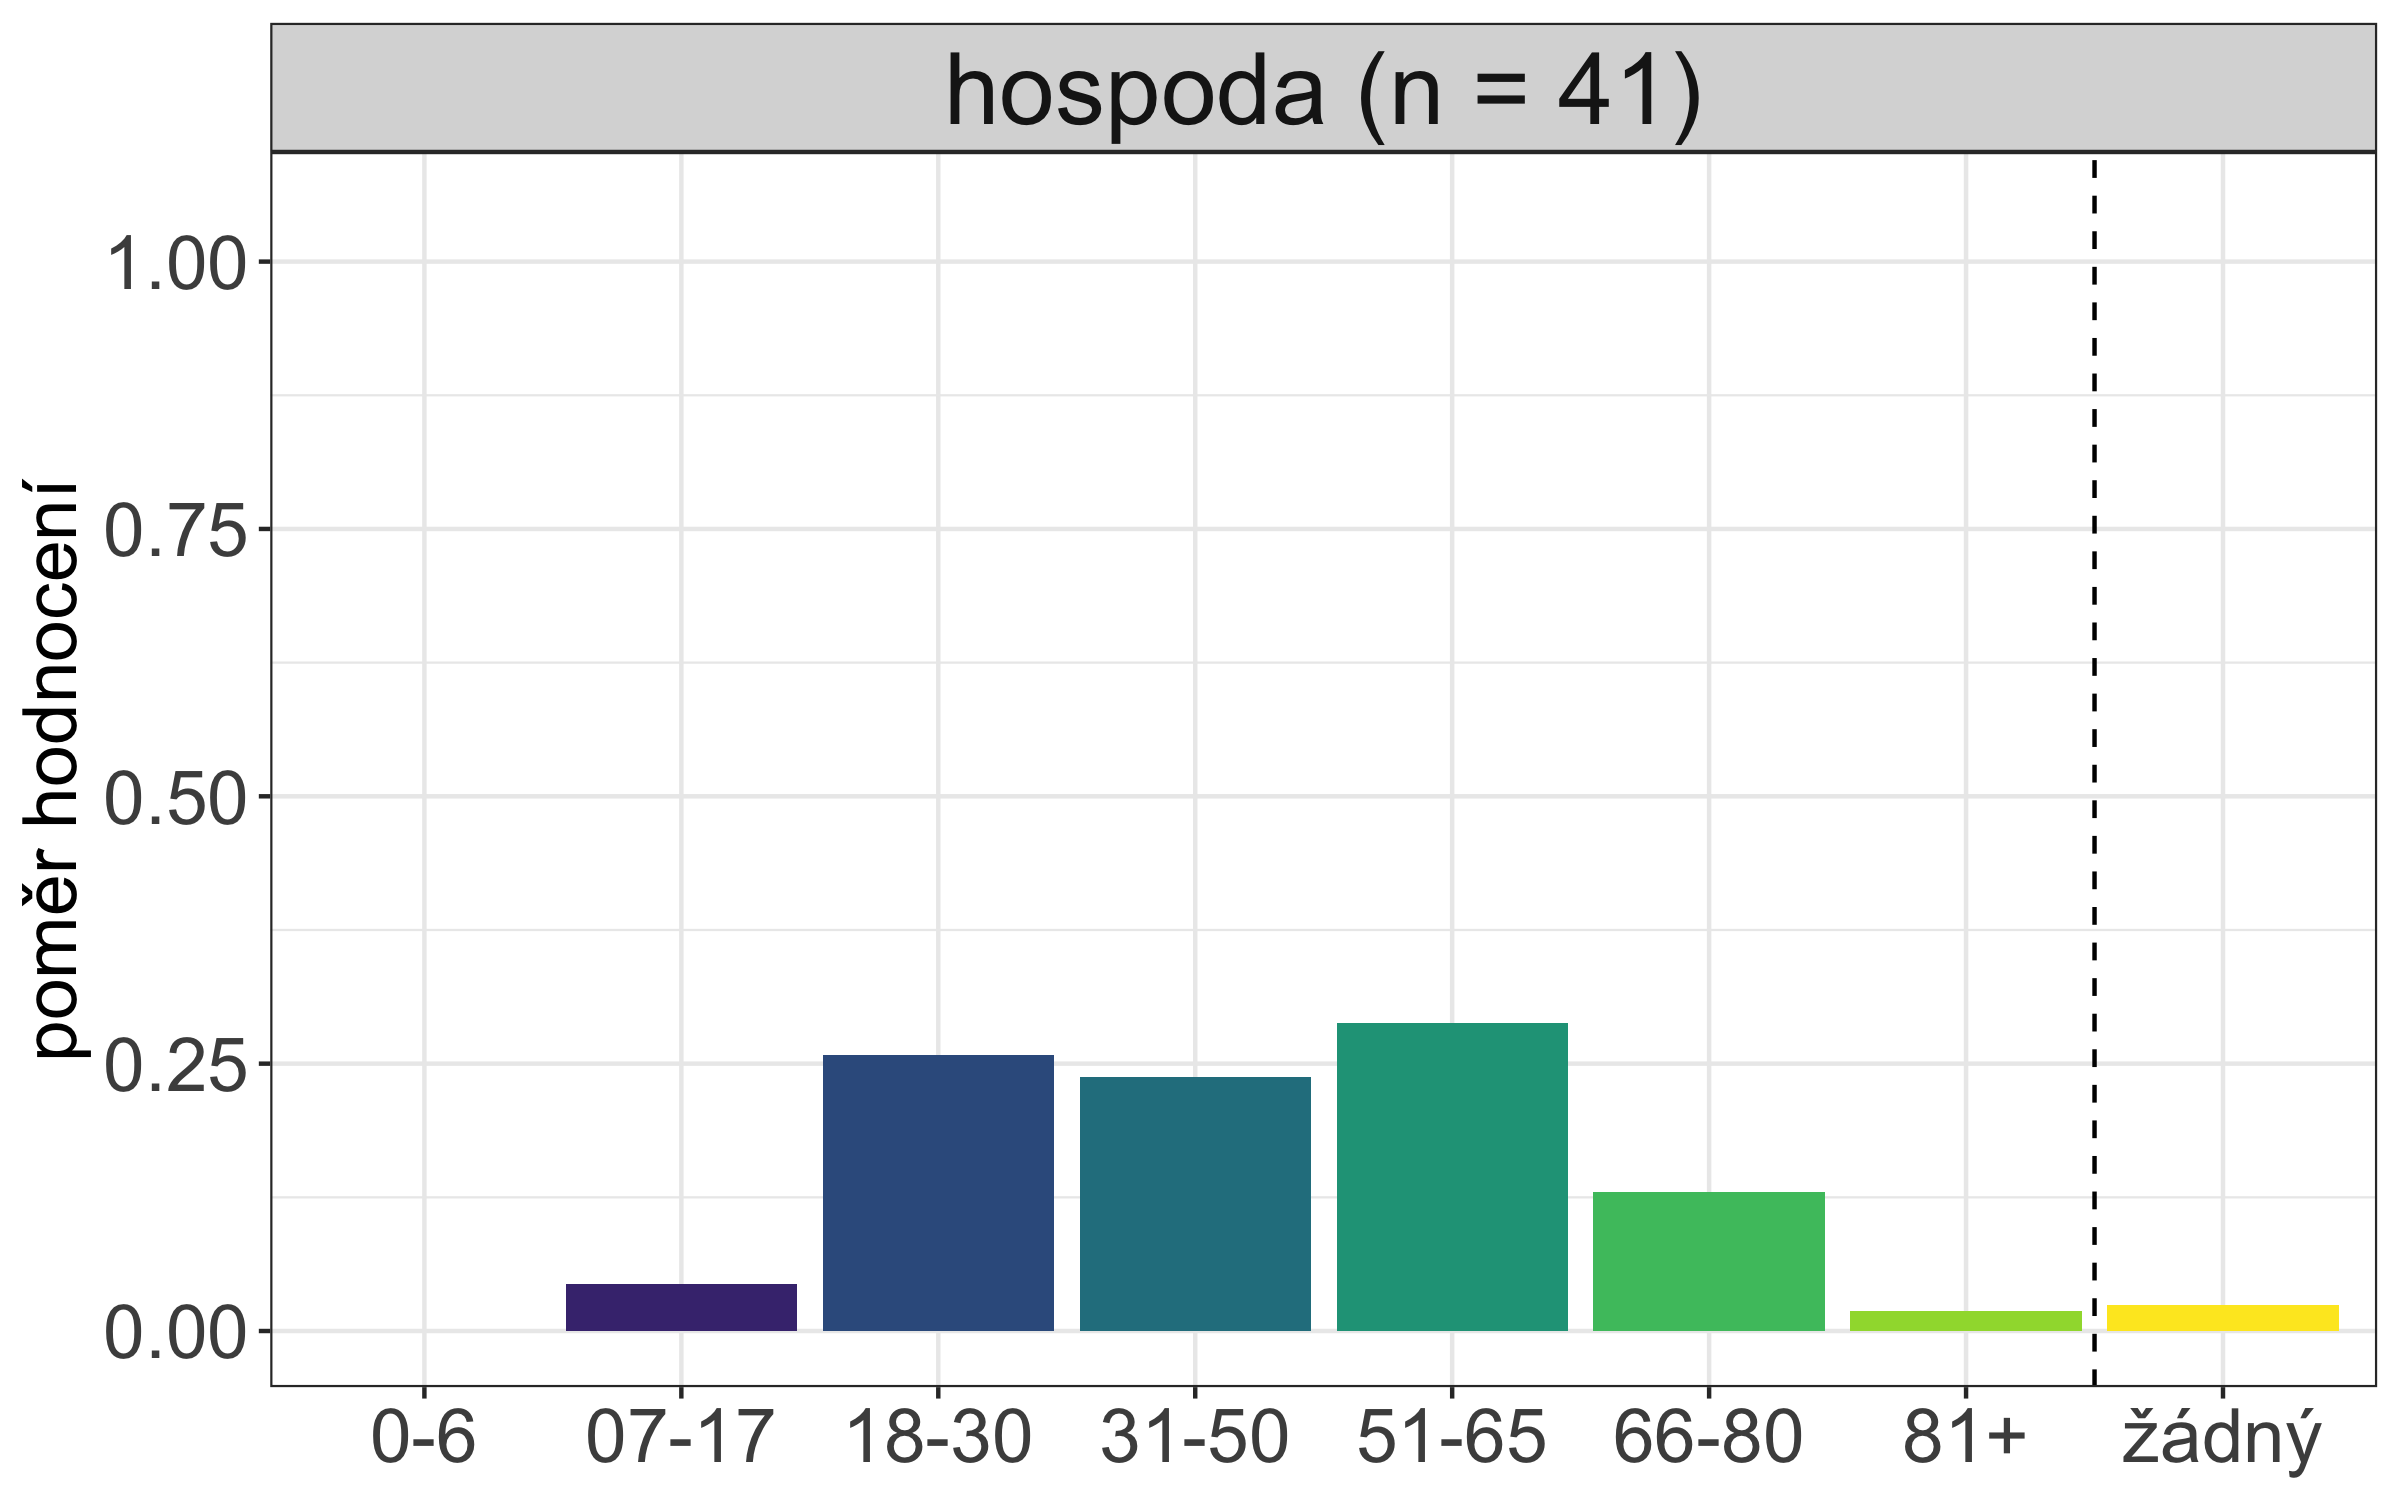 hospoda (n = 41)
poměr hodnocení
1.00
0.75
0.50
0.25
0.00
0-6 07-17 18-30 31-50 51-65 66-80 81+ žádný